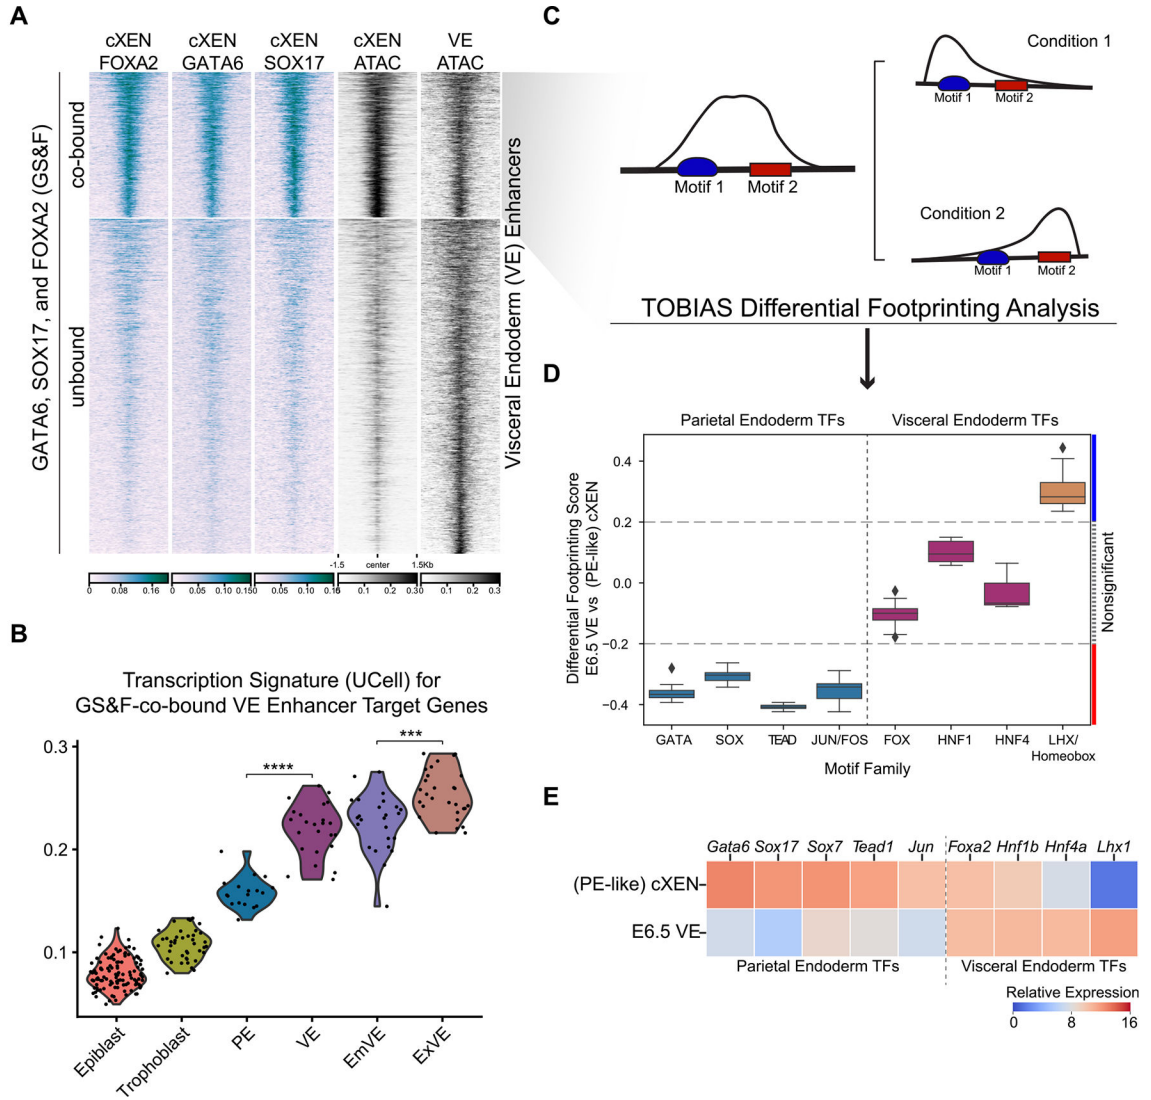 A
cXEN
FOXA2
cXEN
GATA6
cXEN
SOX17
cXEN
ATAC
VE
ATAC
GATA6, SOX17, and FOXA2 (GS&F)
co-bound
unbound
Visceral Endoderm (VE) Enhancers
-1.5 center 1.5Kb
0 0.08 0.16
0 0.05 0.10 0.15
0.05 0.10
0 0.1 0.2 0.3
0 0.1 0.2 0.3
B
Transcription Signature (UCell) for
GS&F-co-bound VE Enhancer Target Genes
0.3
0.2
0.1
****
***
Epiblast
Trophoblast
PE
VE
EmVE
ExVE
C
Motif 1 Motif 2
Condition 1
Motif 1 Motif 2
Condition 2
Motif 1 Motif 2
TOBIAS Differential Footprinting Analysis
D
Parietal Endoderm TFs Visceral Endoderm TFs
Differential Footprinting Score
E6.5 VE vs (PE-like) cXEN
0.4
0.2
0.0
−0.2
−0.4
Nonsignificant
GATA SOX TEAD JUN/FOS FOX HNF1 HNF4 LHX/
Homeobox
Motif Family
E
Gata6 Sox17 Sox7 Tead1 Jun Foxa2 Hnf1b Hnf4a Lhx1
(PE-like) cXEN
E6.5 VE
Parietal Endoderm TFs Visceral Endoderm TFs
Relative Expression
0 8 16